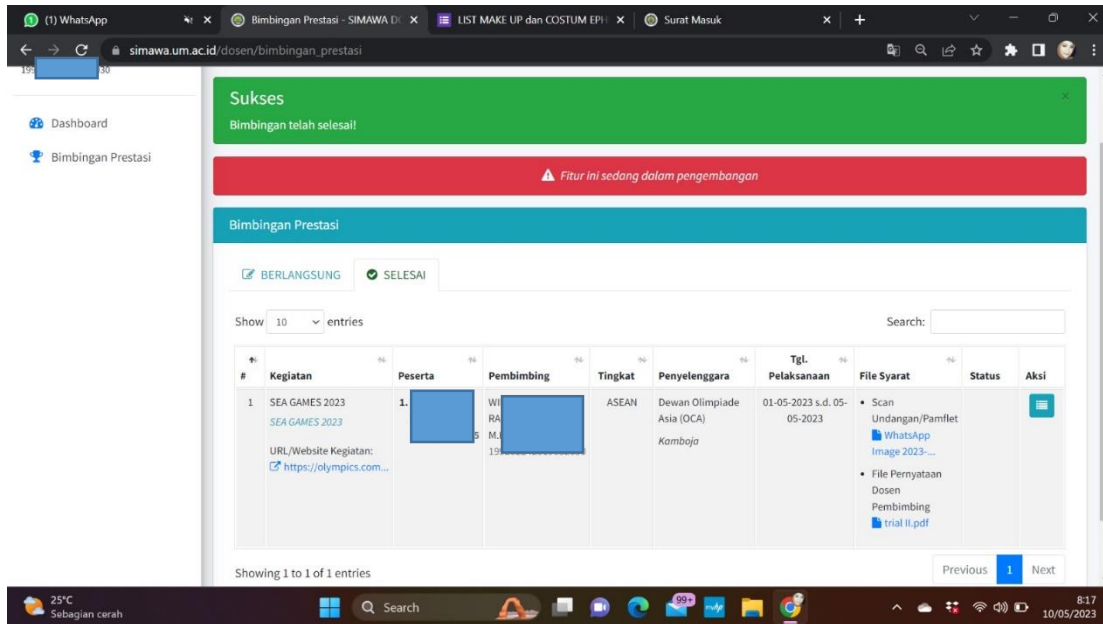 (1) WhatsApp
Bimbingan Prestasi - SIMAWA DO
LIST MAKE UP dan COSTUM EPH
Surat Masuk
simawa.um.ac.id/dosen/bimbingan_prestasi
Dashboard
Bimbingan Prestasi
Sukses
×
Bimbingan telah selesai!
Fitur ini sedang dalam pengembangan
Bimbingan Prestasi
BERLANGSUNG
SELESAI
Show 10 entries
Search:
# Kegiatan Peserta Pembimbing Tingkat Penyelenggara Tgl. Pelaksanaan File Syarat Status Aksi
1
SEA GAMES 2023
SEA GAMES 2023
URL/Website Kegiatan:
https://olympics.com...
1.
5
WI
RA
ASEAN
Dewan Olimpiade
Asia (OCA)
Kamboja
01-05-2023 s.d. 05-
05-2023
• Scan
Undangan/Pamflet
WhatsApp
Image 2023-...
• File Pernyataan
Dosen
Pembimbing
trial II.pdf
Showing 1 to 1 of 1 entries
Previous 1 Next
25°C
Sebagian cerah
Search
99+
8:17
10/05/2023